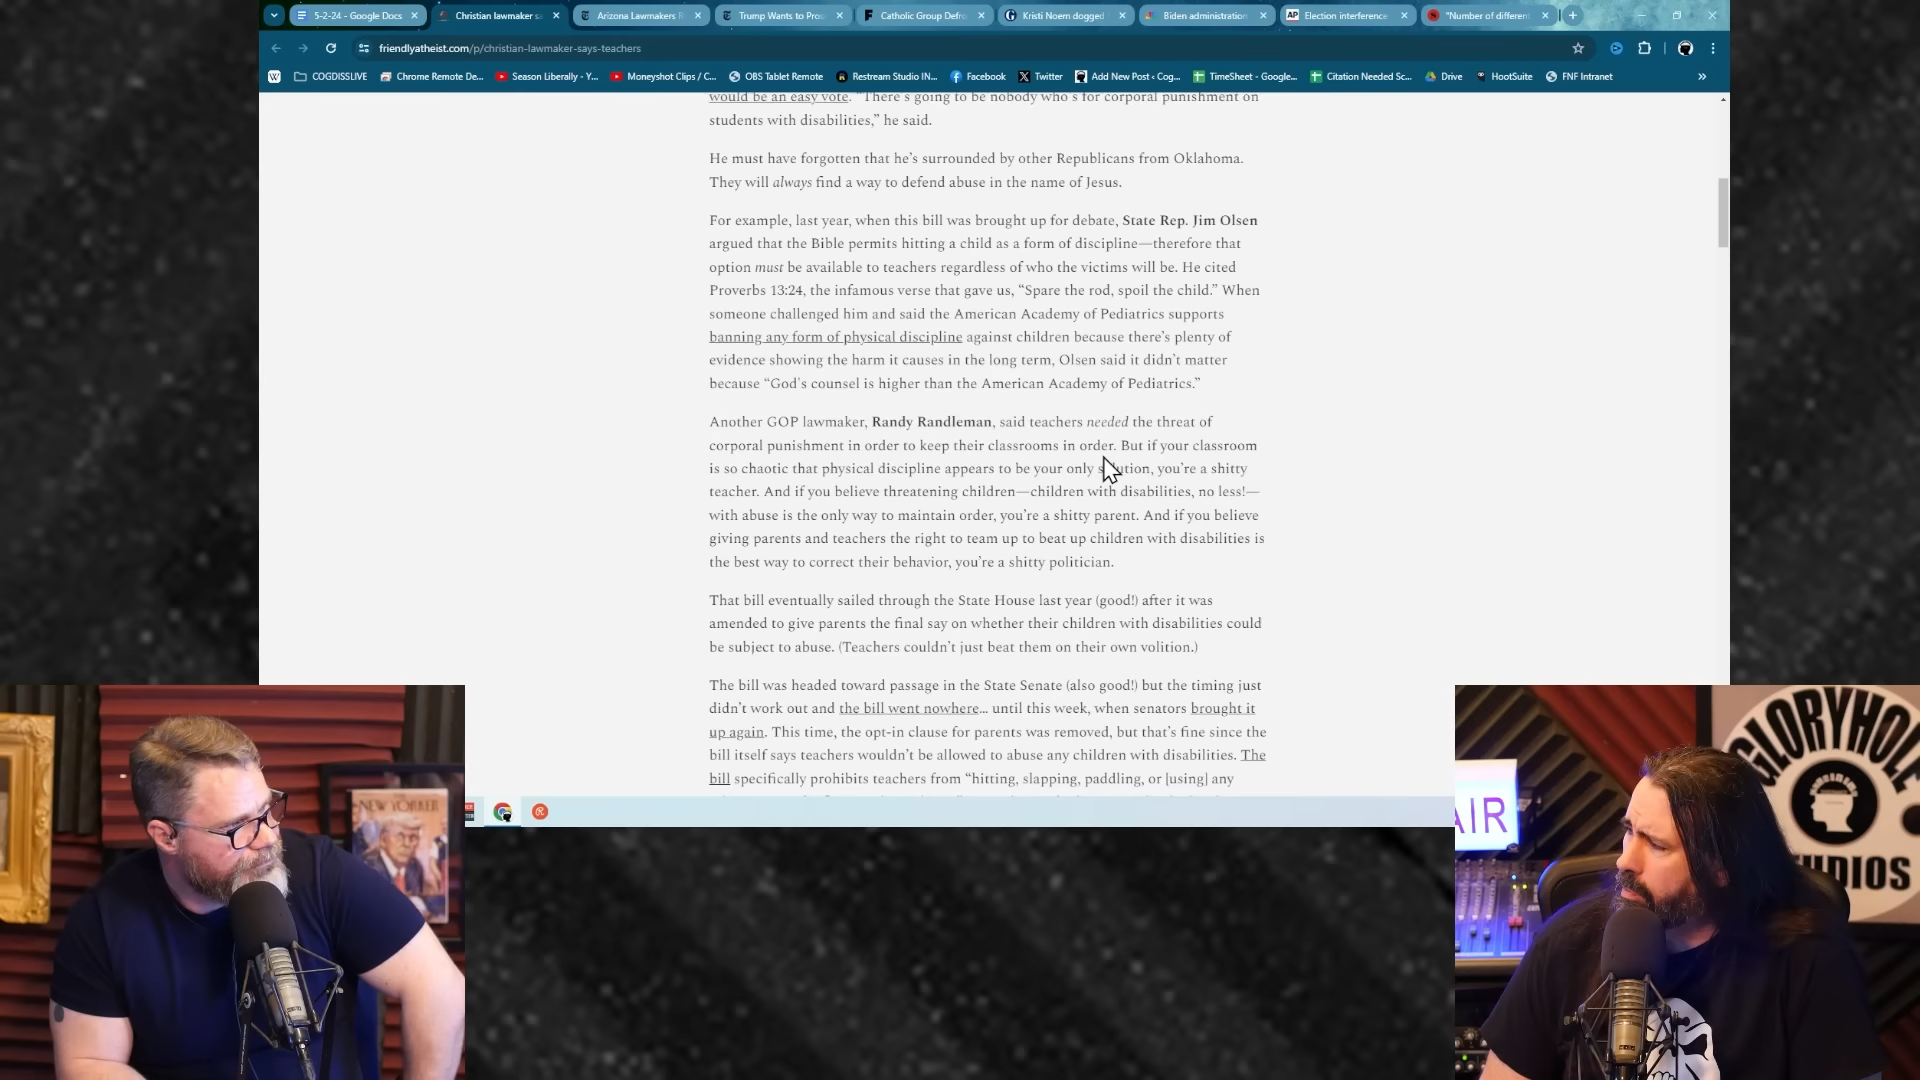 5-2-24 - Google Docs
Christian lawmaker sa
Arizona Lawmakers R
Trump Wants to Pros
Catholic Group Defro
Kristi Noem dogged
Biden administration
Election interference
"Number of differen
friendlyatheist.com/p/christian-lawmaker-says-teachers
COGDISSLIVE
Chrome Remote De...
Season Liberally - Y...
Moneyshot Clips / C...
OBS Tablet Remote
Restream Studio IN...
Facebook
Twitter
Add New Post ‹ Cog...
TimeSheet - Google...
Citation Needed Sc...
Drive
HootSuite
FNF Intranet
would be an easy vote. “There’s going to be nobody who’s for corporal punishment on
students with disabilities,” he said.
He must have forgotten that he’s surrounded by other Republicans from Oklahoma.
They will always find a way to defend abuse in the name of Jesus.
For example, last year, when this bill was brought up for debate, State Rep. Jim Olsen
argued that the Bible permits hitting a child as a form of discipline—therefore that
option must be available to teachers regardless of who the victims will be. He cited
Proverbs 13:24, the infamous verse that gave us, “Spare the rod, spoil the child.” When
someone challenged him and said the American Academy of Pediatrics supports
banning any form of physical discipline against children because there’s plenty of
evidence showing the harm it causes in the long term, Olsen said it didn’t matter
because “God’s counsel is higher than the American Academy of Pediatrics.”
Another GOP lawmaker, Randy Randleman, said teachers needed the threat of
corporal punishment in order to keep their classrooms in order. But if your classroom
is so chaotic that physical discipline appears to be your only solution, you’re a shitty
teacher. And if you believe threatening children—children with disabilities, no less!—
with abuse is the only way to maintain order, you’re a shitty parent. And if you believe
giving parents and teachers the right to team up to beat up children with disabilities is
the best way to correct their behavior, you’re a shitty politician.
That bill eventually sailed through the State House last year (good!) after it was
amended to give parents the final say on whether their children with disabilities could
be subject to abuse. (Teachers couldn’t just beat them on their own volition.)
The bill was headed toward passage in the State Senate (also good!) but the timing just
didn’t work out and the bill went nowhere… until this week, when senators brought it
up again. This time, the opt-in clause for parents was removed, but that’s fine since the
bill itself says teachers wouldn’t be allowed to abuse any children with disabilities. The
bill specifically prohibits teachers from “hitting, slapping, paddling, or [using] any
NEW YORKER
AIR
GLORYHOLE
STUDIOS